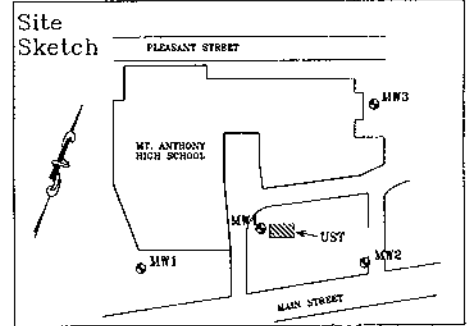 Site
Sketch
PLEASANT STREET
MW3
MT. ANTHONY
HIGH SCHOOL
MW4
UST
MW1
MW2
MAIN STREET